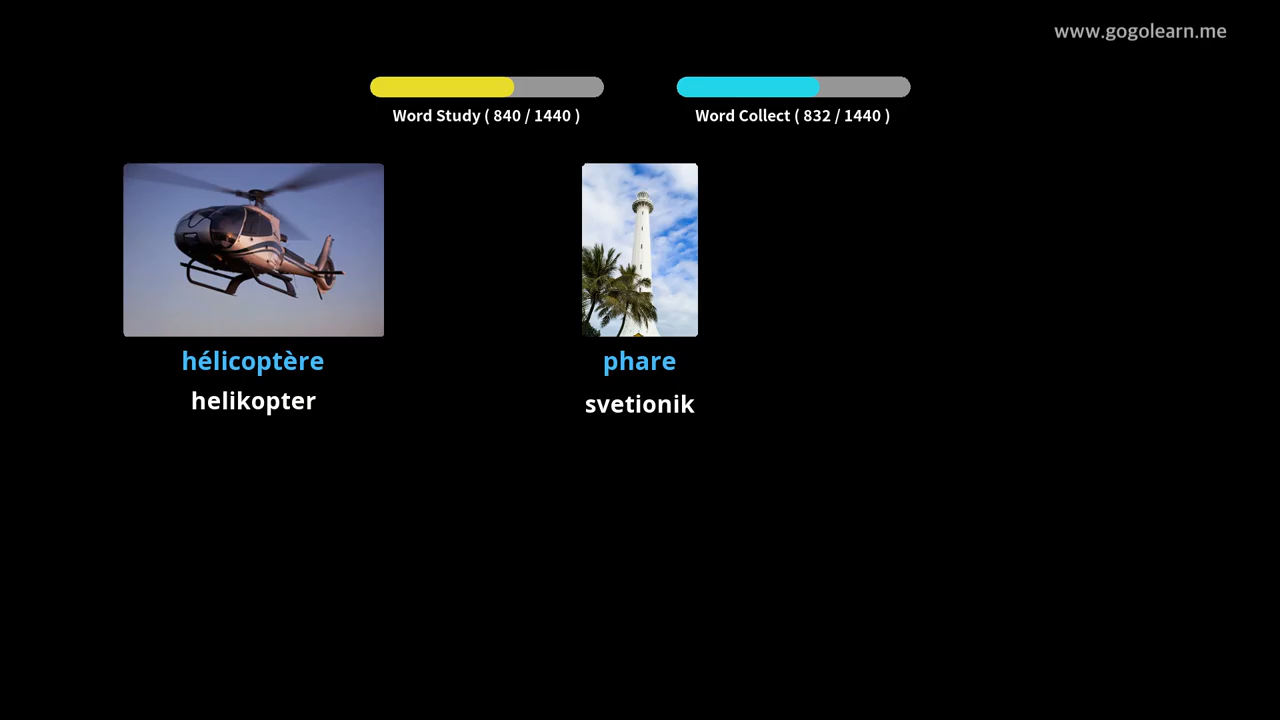 www.gogolearn.me
Word Study ( 840 / 1440 )
Word Collect ( 832 / 1440 )
hélicoptère
helikopter
phare
svetionik